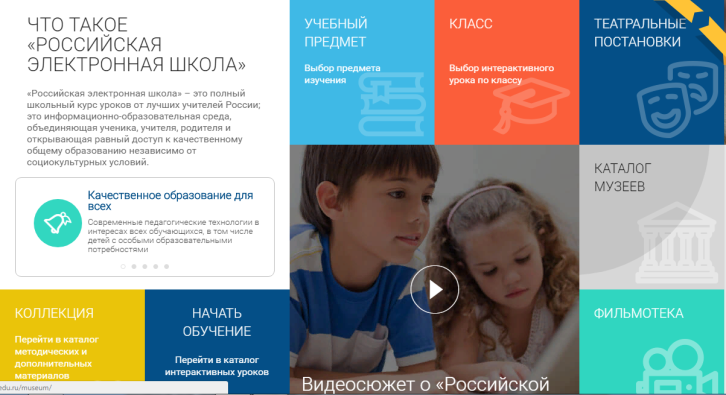 ЧТО ТАКОЕ
«РОССИЙСКАЯ
ЭЛЕКТРОННАЯ ШКОЛА»
«Российская электронная школа» – это полный
школьный курс уроков от лучших учителей России;
это информационно-образовательная среда,
объединяющая ученика, учителя, родителя и
открывающая равный доступ к качественному
общему образованию независимо от
социокультурных условий.
Качественное образование для
всех
Современные педагогические технологии в
интересах всех обучающихся, в том числе
детей с особыми образовательными
потребностями
УЧЕБНЫЙ
ПРЕДМЕТ
Выбор предмета
изучения
КЛАСС
Выбор интерактивного
урока по классу
ТЕАТРАЛЬНЫЕ
ПОСТАНОВКИ
КАТАЛОГ
МУЗЕЕВ
КОЛЛЕКЦИЯ
Перейти в каталог
методических и
дополнительных
материалов
НАЧАТЬ
ОБУЧЕНИЕ
Перейти в каталог
интерактивных уроков
Видеосюжет о «Российской
ФИЛЬМОТЕКА
edu.ru/museum/